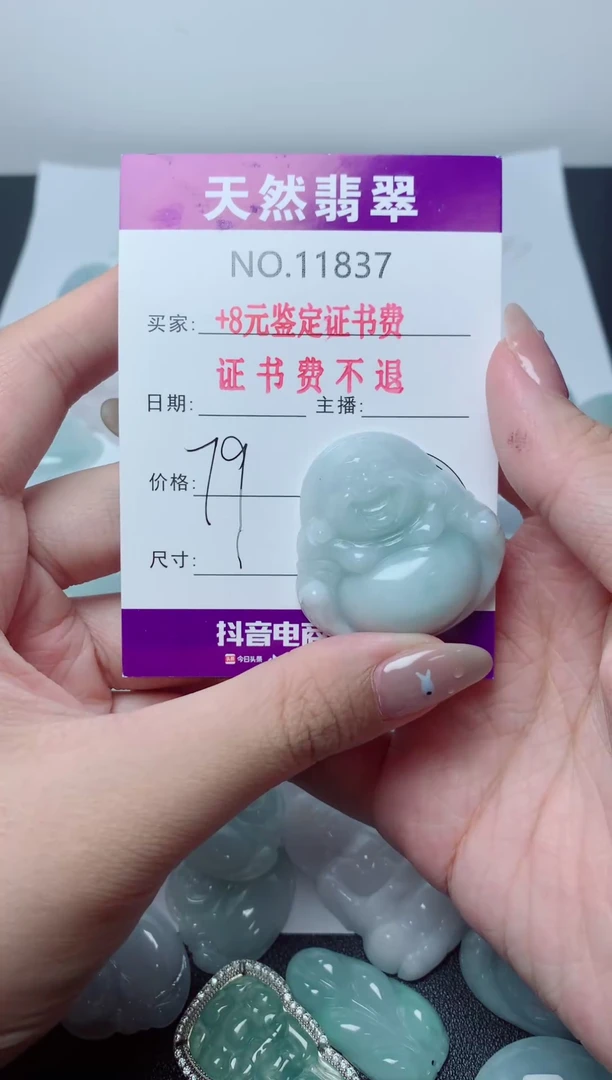 天然翡翠
NO.11837
买家: +8元鉴定证书费
证书费不退
日期: 主播:
价格: 79
尺寸:
抖音电商
今日头条